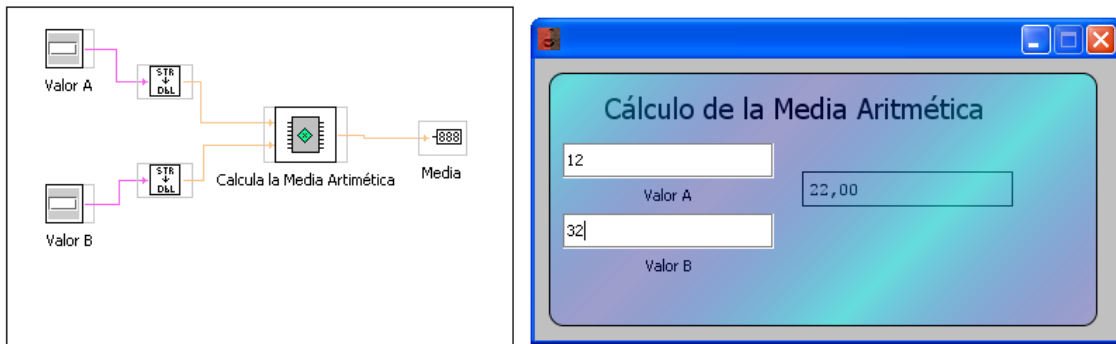 Valor A
STR
DbL
Calcula la Media Artimética
888
Media
STR
DbL
Valor B
Cálculo de la Media Aritmética
12
Valor A
22,00
32
Valor B